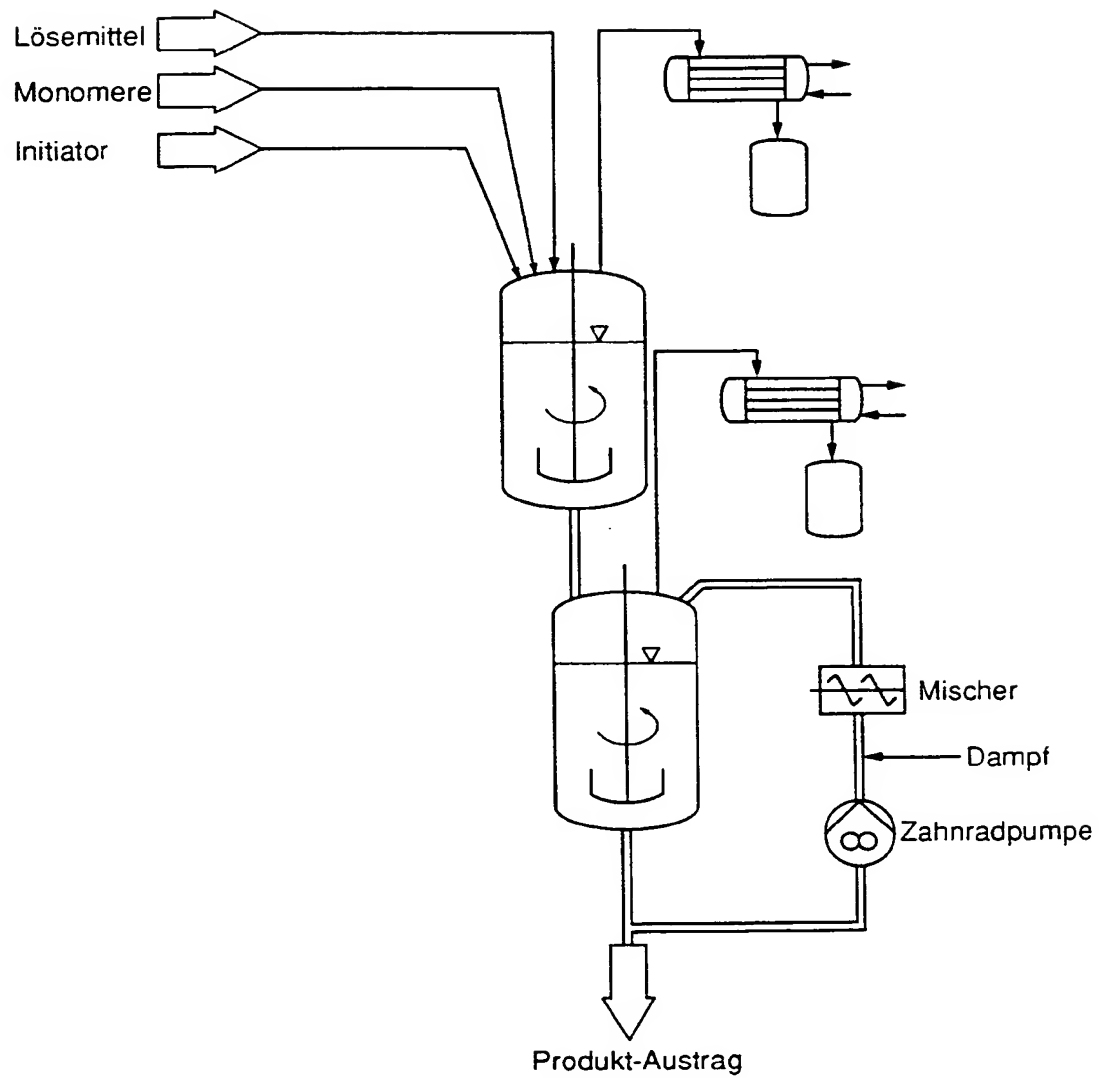 Lösemittel
Monomere
Initiator
Mischer
Dampf
Zahnradpumpe
Produkt-Austrag